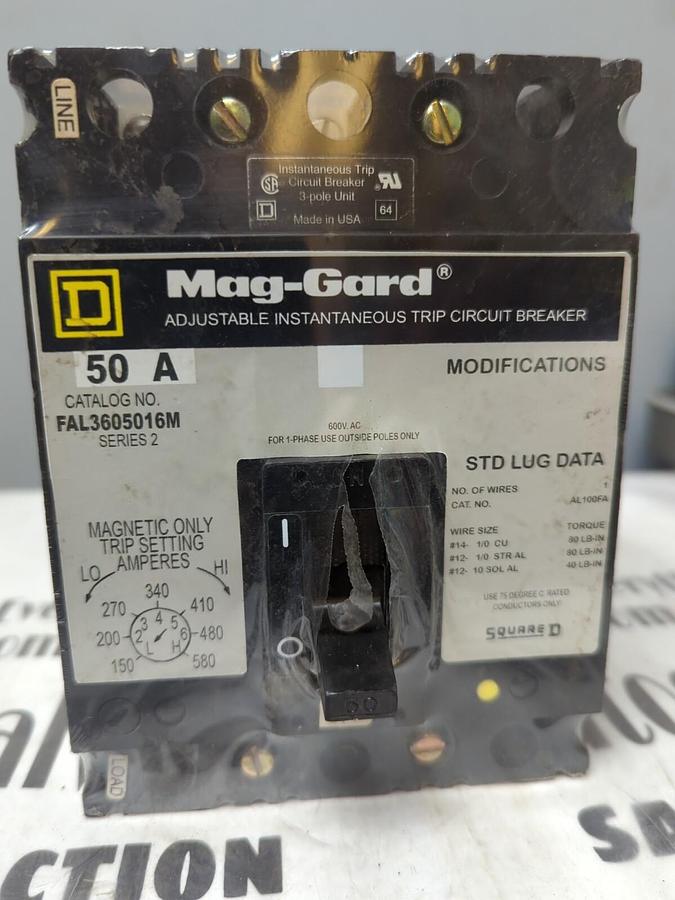 LINE
Instantaneous Trip
Circuit Breaker
3-pole Unit
64
Made in USA
D
Mag-Gard®
ADJUSTABLE INSTANTANEOUS TRIP CIRCUIT BREAKER
50 A
CATALOG NO.
FAL3605016M
SERIES 2
600V. AC
FOR 1-PHASE USE OUTSIDE POLES ONLY
MODIFICATIONS
STD LUG DATA
NO. OF WIRES 1
CAT. NO. AL100FA
WIRE SIZE TORQUE
#14- 1/0 CU 80 LB-IN
#12- 1/0 STR AL 80 LB-IN
#12- 10 SOL AL 40 LB-IN
USE 75 DEGREE C RATED
CONDUCTORS ONLY
SQUARE D
MAGNETIC ONLY
TRIP SETTING
AMPERES
LO HI
340
270 410
200 480
150 580
L 2 3 4 5 6 H
I
O
LOAD
CTION
SA